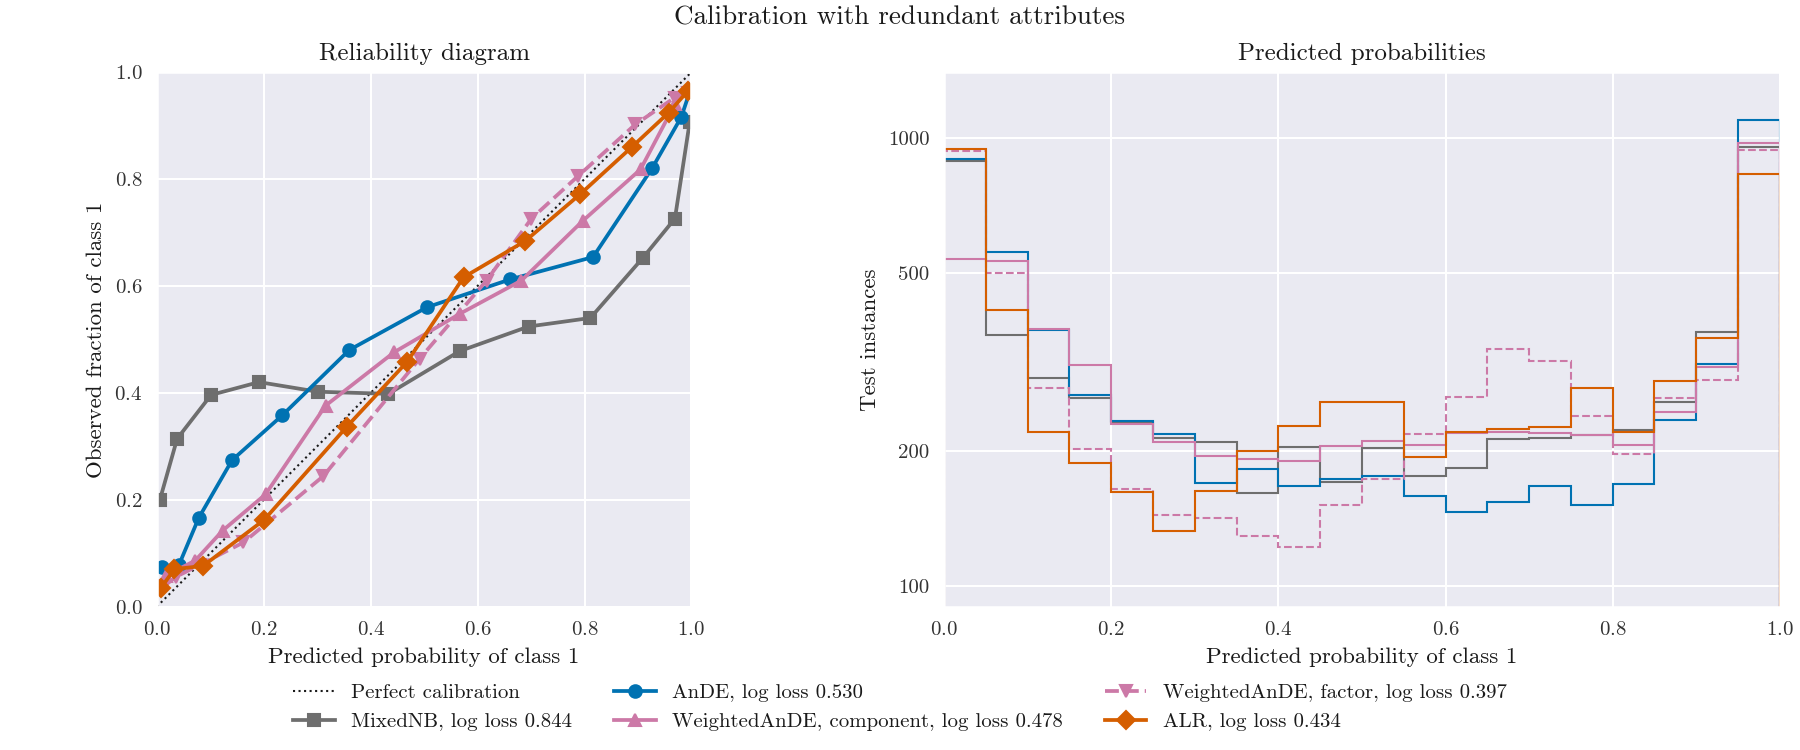 Calibration with redundant attributes
Reliability diagram
Predicted probabilities
1.0
0.8
0.6
0.4
0.2
0.0
Observed fraction of class 1
0.0 0.2 0.4 0.6 0.8 1.0
Predicted probability of class 1
1000
500
200
100
Test instances
0.0 0.2 0.4 0.6 0.8 1.0
Predicted probability of class 1
Perfect calibration
MixedNB, log loss 0.844
AnDE, log loss 0.530
WeightedAnDE, component, log loss 0.478
WeightedAnDE, factor, log loss 0.397
ALR, log loss 0.434